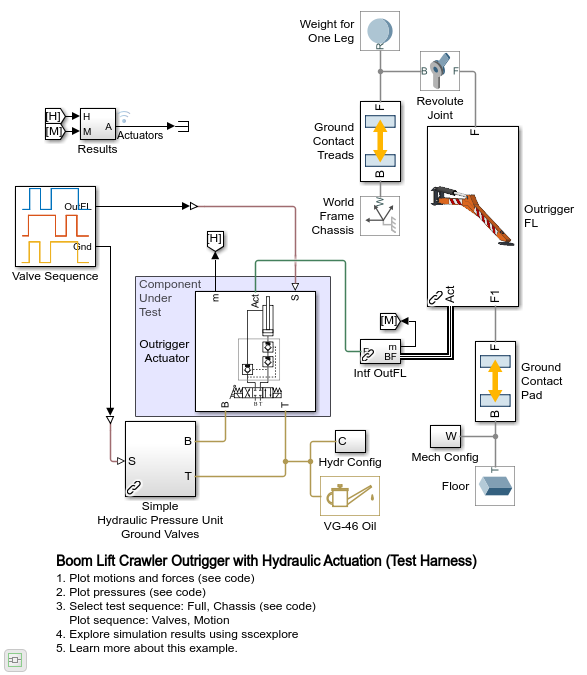 Weight for
One Leg
R
B
F
Revolute
Joint
[H]
[M]
H
M
A
Actuators
Results
F
Ground
Contact
Treads
B
F
W
World
Frame
Chassis
Outrigger
FL
Act
F1
OutFL
Gnd
Valve Sequence
[H]
Component
Under
Test
m
Act
S
Outrigger
Actuator
B
T
[M]
F
m
BF
Intf OutFL
F
Ground
Contact
Pad
B
S
B
T
Simple
Hydraulic Pressure Unit
Ground Valves
C
Hydr Config
VG-46 Oil
W
Mech Config
T
Floor
Boom Lift Crawler Outrigger with Hydraulic Actuation (Test Harness)
1. Plot motions and forces (see code)
2. Plot pressures (see code)
3. Select test sequence: Full, Chassis (see code)
Plot sequence: Valves, Motion
4. Explore simulation results using sscexplore
5. Learn more about this example.